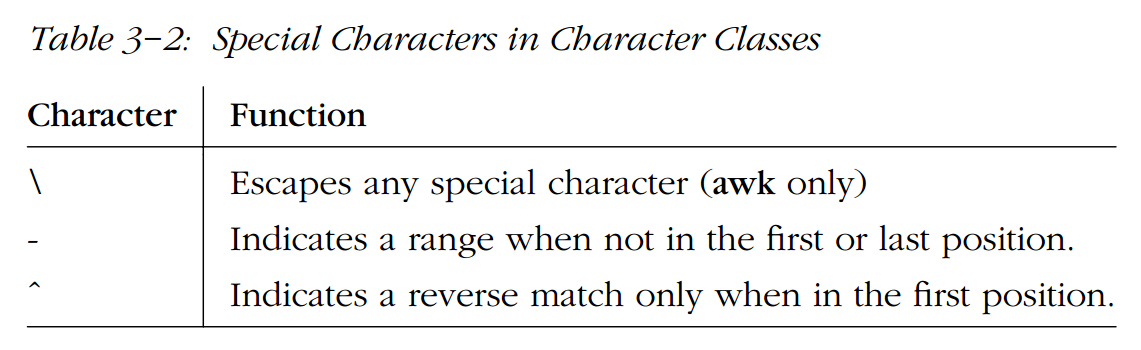 Table 3–2: Special Characters in Character Classes
Character Function
\ Escapes any special character (awk only)
- Indicates a range when not in the first or last position.
^ Indicates a reverse match only when in the first position.